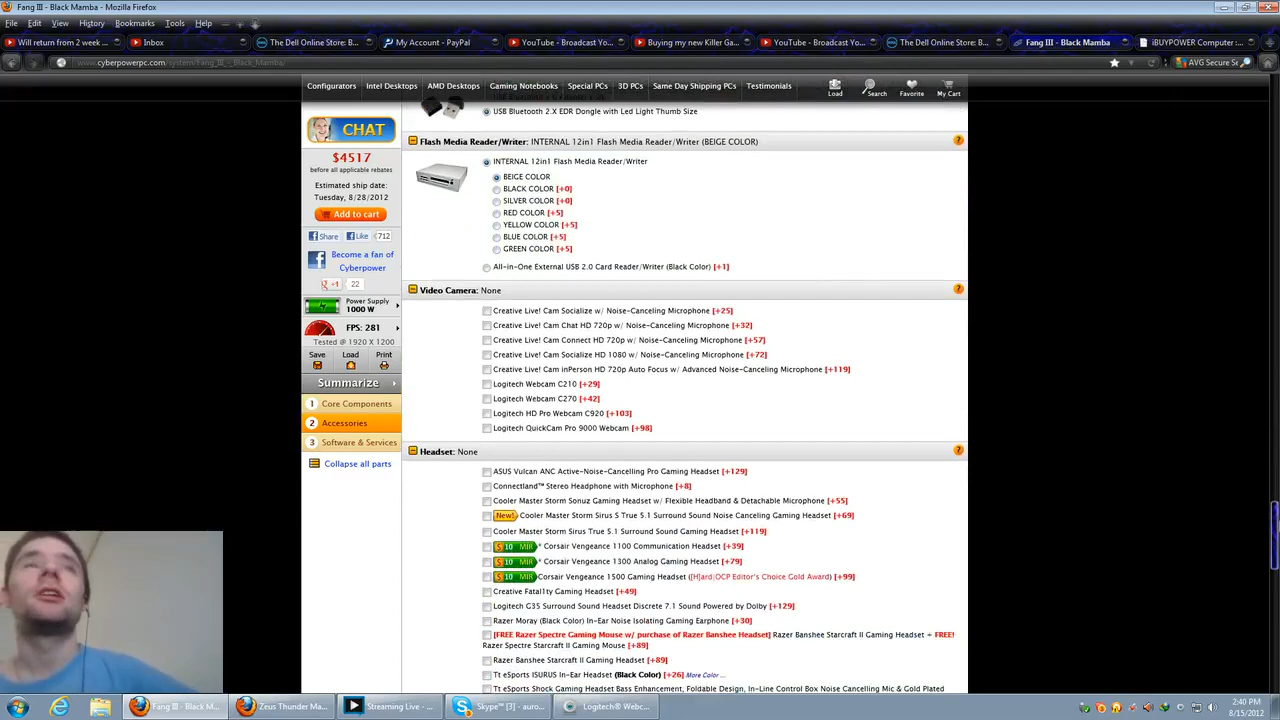 Fang III - Black Mamba - Mozilla Firefox
File Edit View History Bookmarks Tools Help
Will return from 2 week ...
Inbox
The Dell Online Store: B...
My Account - PayPal
YouTube - Broadcast Yo...
Buying my new Killer Ga...
YouTube - Broadcast Yo...
The Dell Online Store: B...
Fang III - Black Mamba
iBUYPOWER Computer : ...
www.cyberpowerpc.com/system/Fang_III_-_Black_Mamba/
AVG Secure Se
Configurators Intel Desktops AMD Desktops Gaming Notebooks Special PCs 3D PCs Same Day Shipping PCs Testimonials
Load Search Favorite My Cart
CHAT
$4517
before all applicable rebates
Estimated ship date:
Tuesday, 8/28/2012
Add to cart
Share Like 712
Become a fan of
Cyberpower
+1 22
Power Supply
1000 W
FPS: 281
Tested @ 1920 X 1200
Save Load Print
Summarize
1 Core Components
2 Accessories
3 Software & Services
Collapse all parts
USB Bluetooth 2.X EDR Dongle with Led Light Thumb Size
Flash Media Reader/Writer: INTERNAL 12in1 Flash Media Reader/Writer (BEIGE COLOR)
INTERNAL 12in1 Flash Media Reader/Writer
BEIGE COLOR
BLACK COLOR [+0]
SILVER COLOR [+0]
RED COLOR [+5]
YELLOW COLOR [+5]
BLUE COLOR [+5]
GREEN COLOR [+5]
All-in-One External USB 2.0 Card Reader/Writer (Black Color) [+1]
Video Camera: None
Creative Live! Cam Socialize w/ Noise-Canceling Microphone [+25]
Creative Live! Cam Chat HD 720p w/ Noise-Canceling Microphone [+32]
Creative Live! Cam Connect HD 720p w/ Noise-Canceling Microphone [+57]
Creative Live! Cam Socialize HD 1080 w/ Noise-Canceling Microphone [+72]
Creative Live! Cam inPerson HD 720p Auto Focus w/ Advanced Noise-Canceling Microphone [+119]
Logitech Webcam C210 [+29]
Logitech Webcam C270 [+42]
Logitech HD Pro Webcam C920 [+103]
Logitech QuickCam Pro 9000 Webcam [+98]
Headset: None
ASUS Vulcan ANC Active-Noise-Cancelling Pro Gaming Headset [+129]
Connectland™ Stereo Headphone with Microphone [+8]
Cooler Master Storm Sonuz Gaming Headset w/ Flexible Headband & Detachable Microphone [+55]
New! Cooler Master Storm Sirus S True 5.1 Surround Sound Noise Canceling Gaming Headset [+69]
Cooler Master Storm Sirus True 5.1 Surround Sound Gaming Headset [+119]
$ 10 MIR * Corsair Vengeance 1100 Communication Headset [+39]
$ 10 MIR * Corsair Vengeance 1300 Analog Gaming Headset [+79]
$ 10 MIR Corsair Vengeance 1500 Gaming Headset ([H]ard|OCP Editor's Choice Gold Award) [+99]
Creative Fatal1ty Gaming Headset [+49]
Logitech G35 Surround Sound Headset Discrete 7.1 Sound Powered by Dolby [+129]
Razer Moray (Black Color) In-Ear Noise Isolating Gaming Earphone [+30]
[FREE Razer Spectre Gaming Mouse w/ purchase of Razer Banshee Headset] Razer Banshee Starcraft II Gaming Headset + FREE!
Razer Spectre Starcraft II Gaming Mouse [+89]
Razer Banshee Starcraft II Gaming Headset [+89]
Tt eSports ISURUS In-Ear Headset (Black Color) [+26] More Color ...
Tt eSports Shock Gaming Headset Bass Enhancement, Foldable Design, In-Line Control Box Noise Cancelling Mic & Gold Plated
Fang III - Black M...
Zeus Thunder Ma...
Streaming Live - ...
Skype™ [3] - auro...
Logitech® Webc...
2:40 PM
8/15/2012